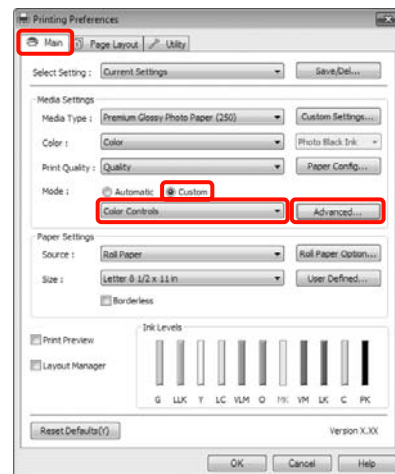 Printing Preferences
Main Page Layout Utility
Select Setting : Current Settings Save/Del...
Media Settings
Media Type : Premium Glossy Photo Paper (250) Custom Settings...
Color : Color Photo Black Ink
Print Quality : Quality Paper Config...
Mode : Automatic Custom
Color Controls Advanced...
Paper Settings
Source : Roll Paper Roll Paper Option...
Size : Letter 8 1/2 x 11 in User Defined...
Borderless
Ink Levels
Print Preview
Layout Manager
G LLK Y LC VLM O MK VM LK C PK
Reset Defaults(Y) Version X.XX
OK Cancel Help